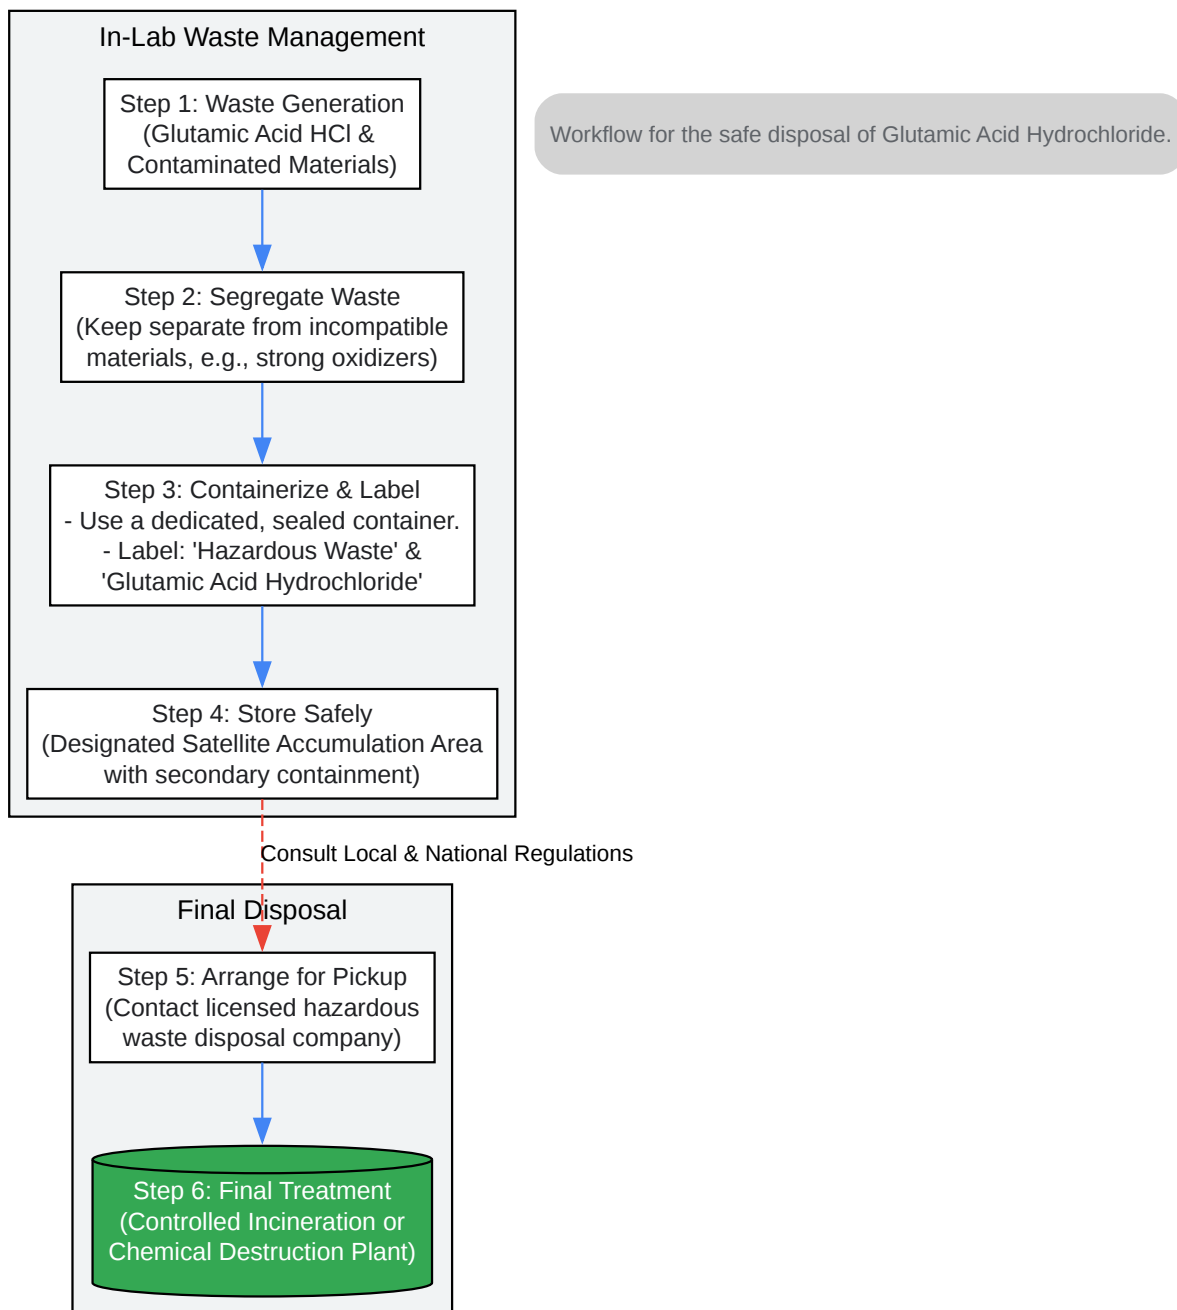 In-Lab Waste Management
Step 1: Waste Generation
(Glutamic Acid HCl &
Contaminated Materials)
Workflow for the safe disposal of Glutamic Acid Hydrochloride.
Step 2: Segregate Waste
(Keep separate from incompatible
materials, e.g., strong oxidizers)
Step 3: Containerize & Label
- Use a dedicated, sealed container.
- Label: 'Hazardous Waste' &
'Glutamic Acid Hydrochloride'
Step 4: Store Safely
(Designated Satellite Accumulation Area
with secondary containment)
Consult Local & National Regulations
Final Disposal
Step 5: Arrange for Pickup
(Contact licensed hazardous
waste disposal company)
Step 6: Final Treatment
(Controlled Incineration or
Chemical Destruction Plant)